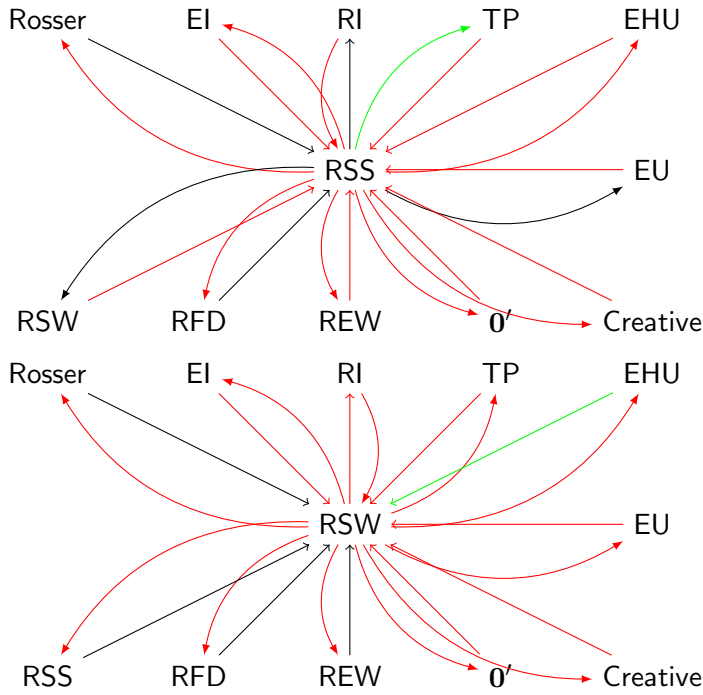 Rosser EI RI TP EHU
RSS EU
RSW RFD REW 0′ Creative
Rosser EI RI TP EHU
RSW EU
RSS RFD REW 0′ Creative